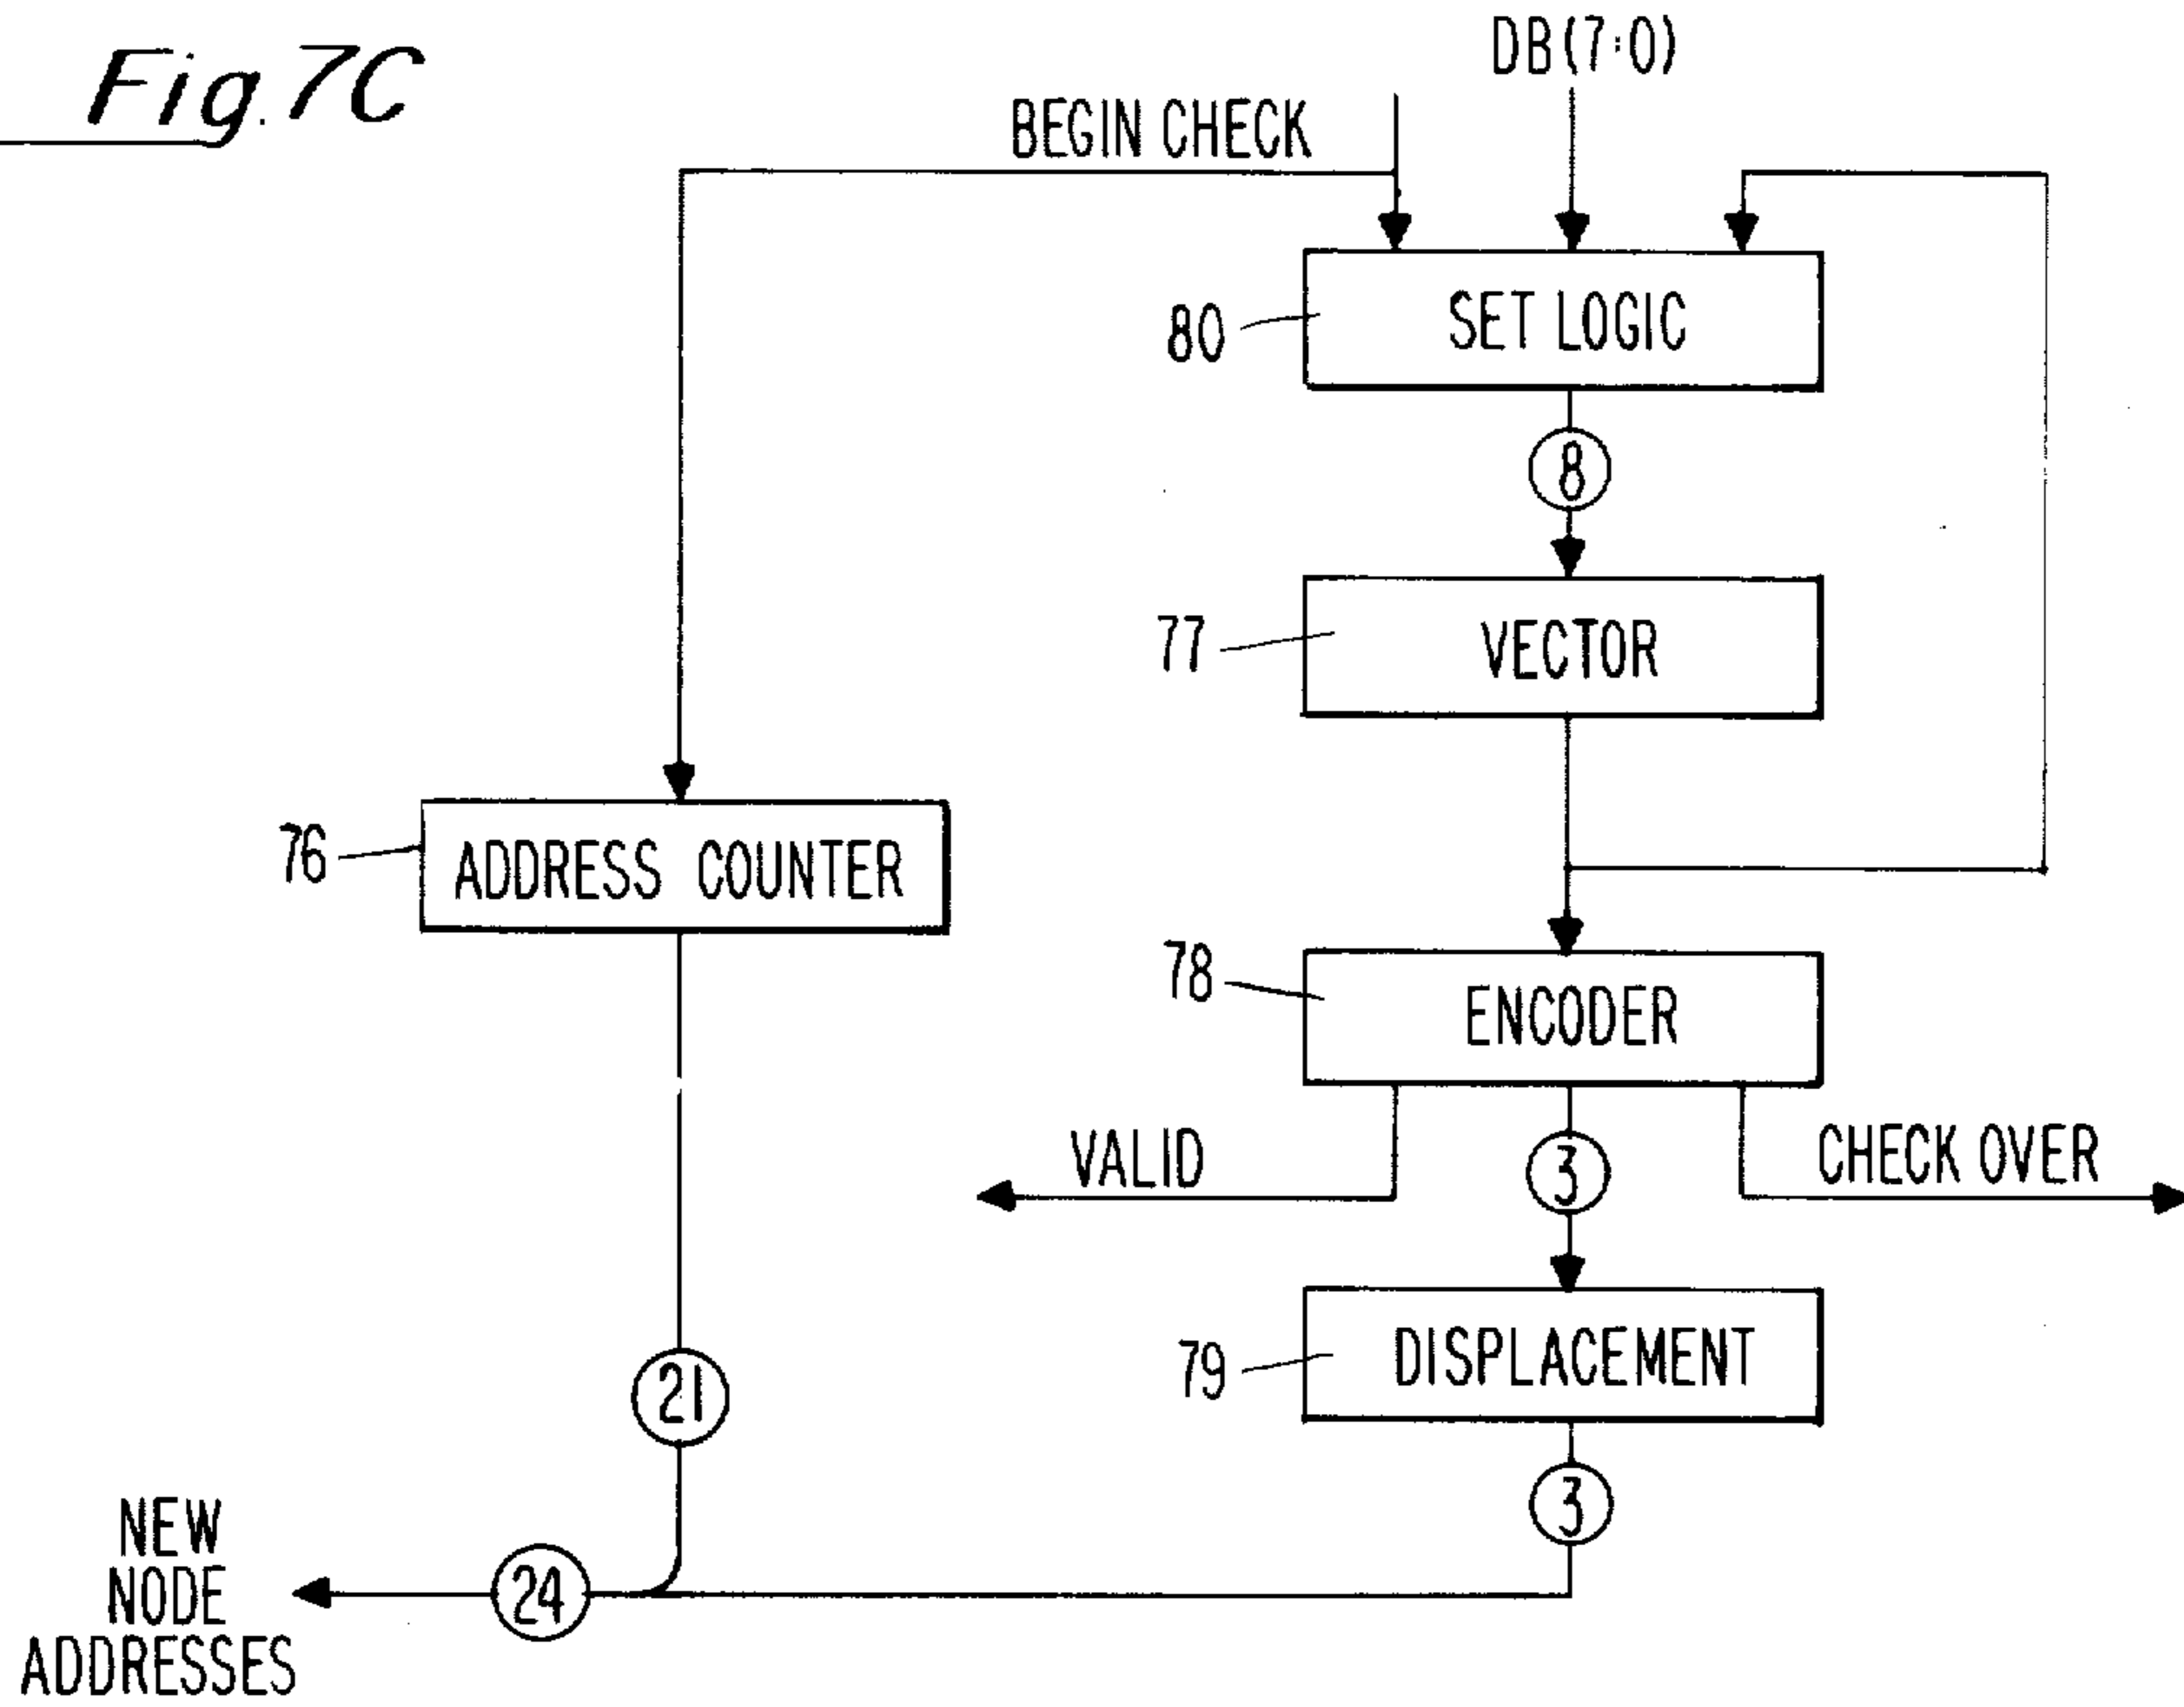 Fig. 7C
DB(7:0)
BEGIN CHECK
80
SET LOGIC
8
77
VECTOR
76
ADDRESS COUNTER
78
ENCODER
VALID
3
CHECK OVER
79
DISPLACEMENT
21
3
NEW
NODE
ADDRESSES
24